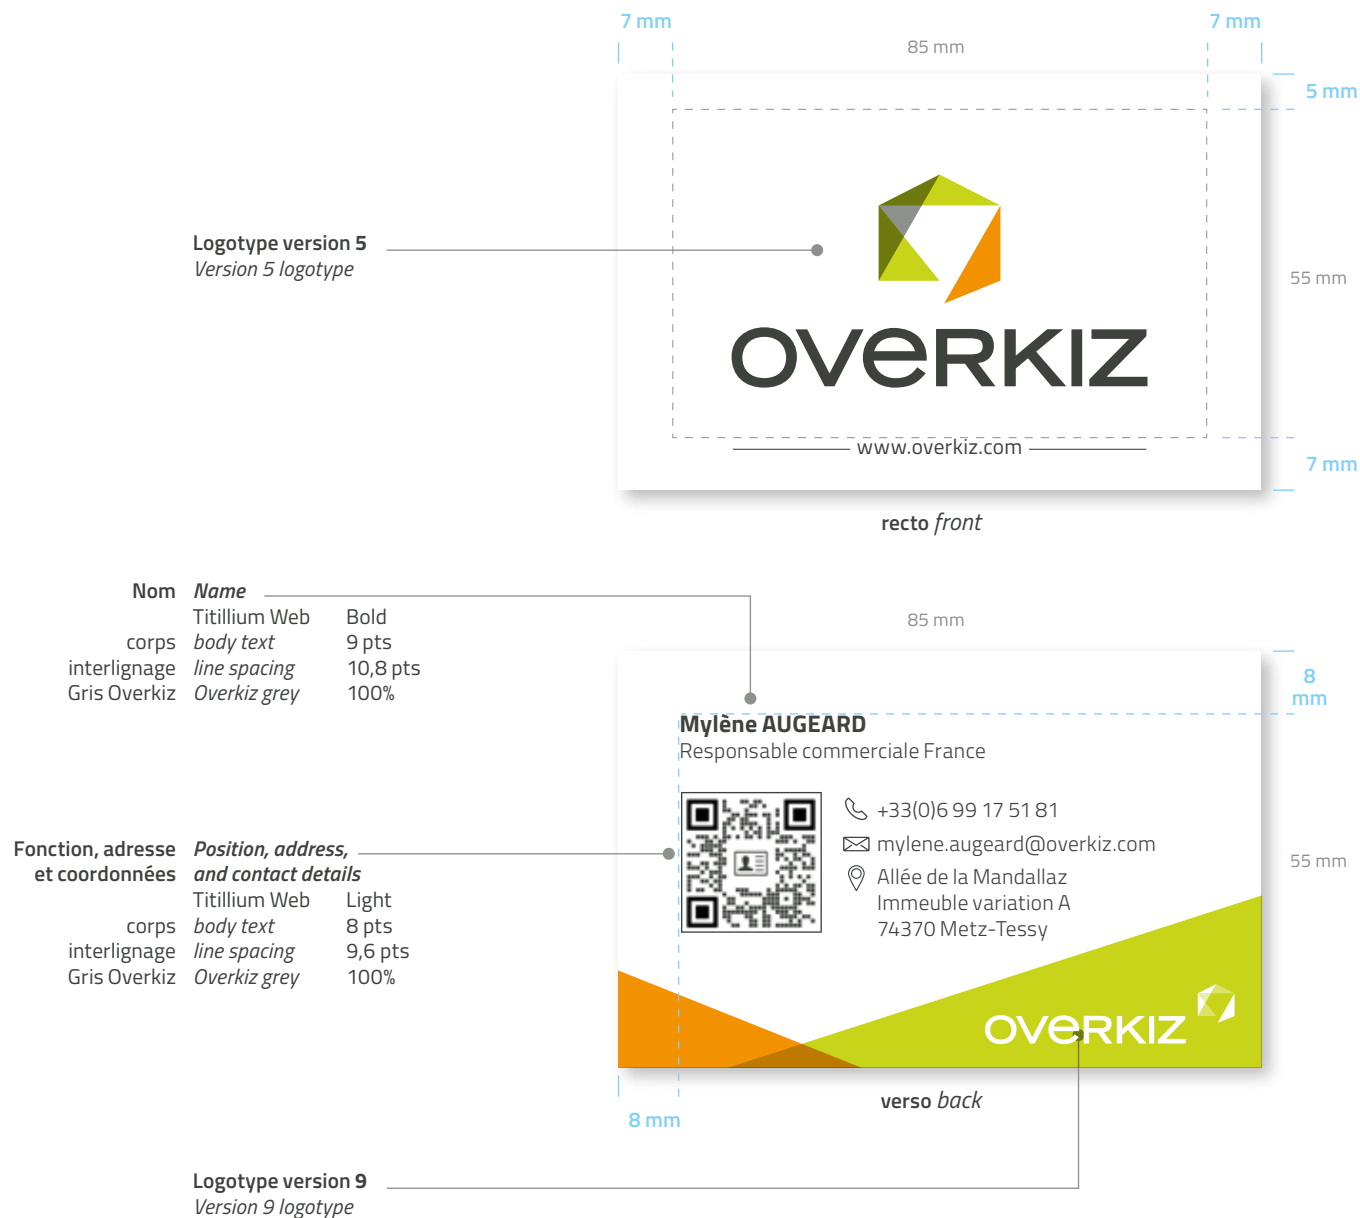 7 mm
85 mm
7 mm
5 mm
Logotype version 5
Version 5 logotype
55 mm
OVERKIZ
www.overkiz.com
7 mm
recto front
Nom Name
Titillium Web Bold
corps body text 9 pts
interlignage line spacing 10,8 pts
Gris Overkiz Overkiz grey 100%
85 mm
8
mm
Mylène AUGEARD
Responsable commerciale France
+33(0)6 99 17 51 81
mylene.augeard@overkiz.com
Allée de la Mandallaz
Immeuble variation A
74370 Metz-Tessy
Fonction, adresse Position, address,
et coordonnées and contact details
Titillium Web Light
corps body text 8 pts
interlignage line spacing 9,6 pts
Gris Overkiz Overkiz grey 100%
55 mm
OVERKIZ
verso back
8 mm
Logotype version 9
Version 9 logotype